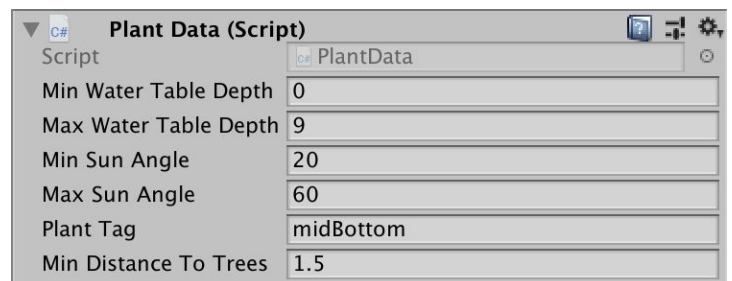 C# Plant Data (Script)
Script C# PlantData
Min Water Table Depth 0
Max Water Table Depth 9
Min Sun Angle 20
Max Sun Angle 60
Plant Tag midBottom
Min Distance To Trees 1.5